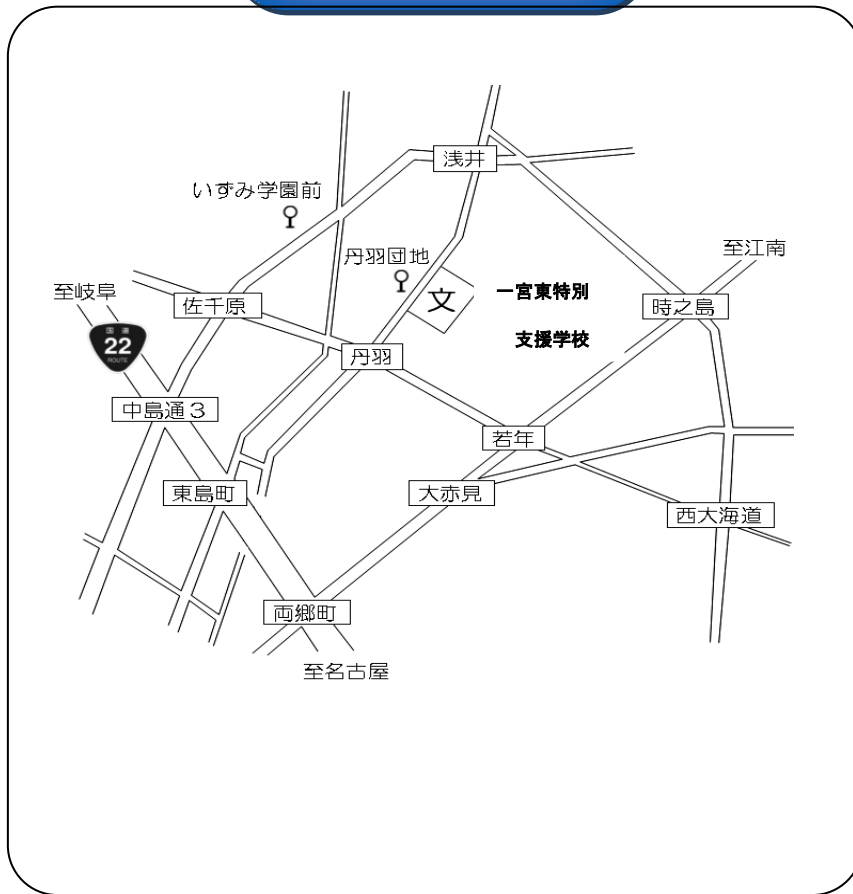 浅井
いずみ学園前
丹羽団地
至江南
至岐阜
佐千原
文
一宮東特別
支援学校
時之島
国道
22
ROUTE
丹羽
中島通3
若年
東島町
大赤見
西大海道
両郷町
至名古屋